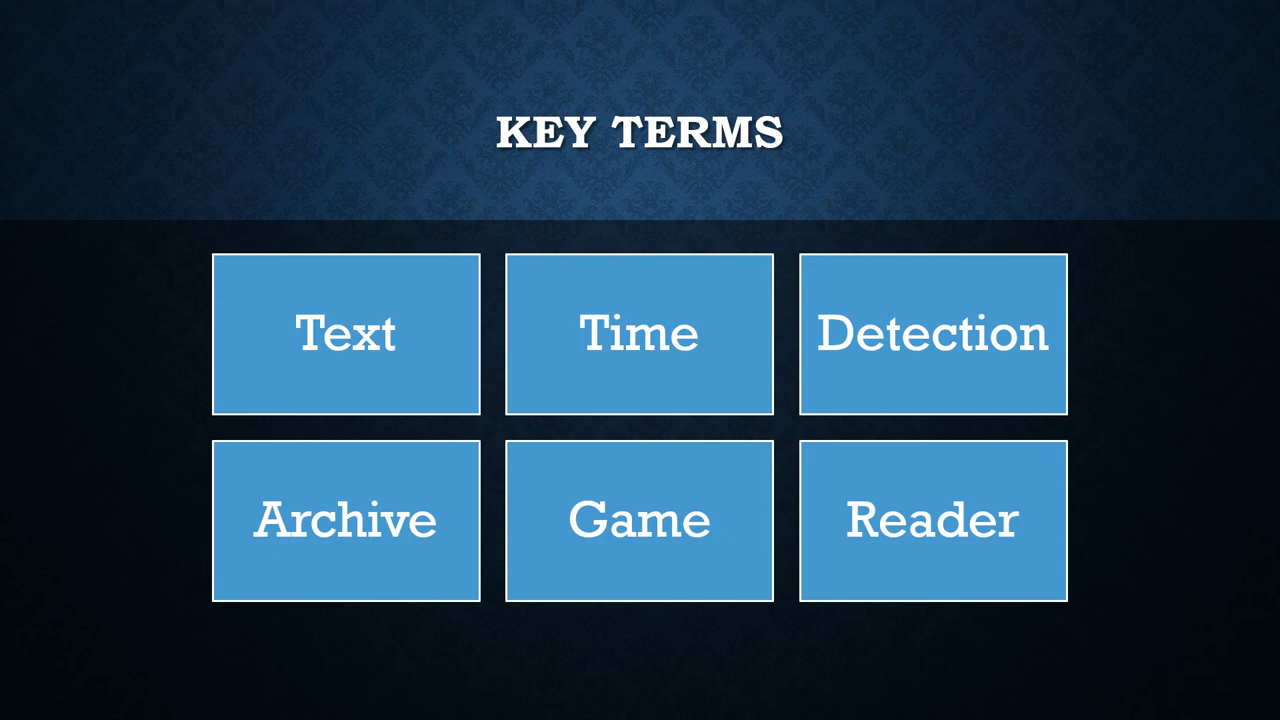 KEY TERMS
Text
Time
Detection
Archive
Game
Reader